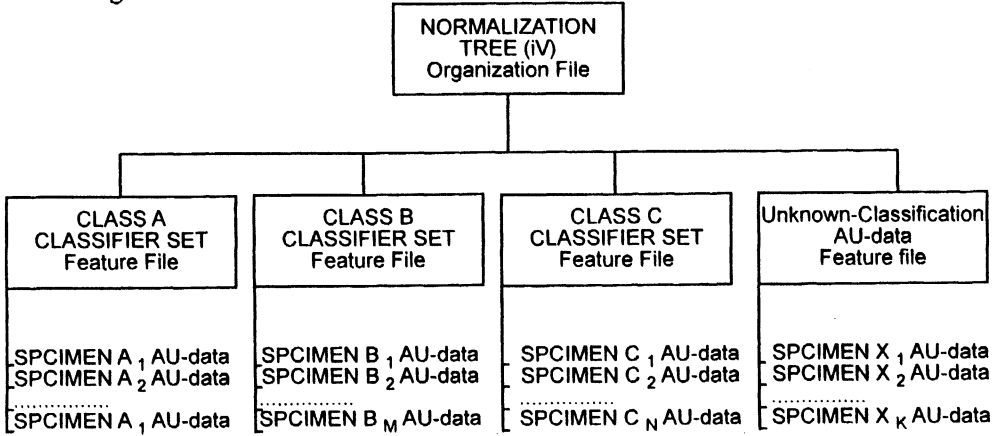 NORMALIZATION
TREE (iV)
Organization File
CLASS A
CLASSIFIER SET
Feature File
CLASS B
CLASSIFIER SET
Feature File
CLASS C
CLASSIFIER SET
Feature File
Unknown-Classification
AU-data
Feature file
SPCIMEN A 1 AU-data
SPCIMEN A 2 AU-data
...............
SPCIMEN A 1 AU-data
SPCIMEN B 1 AU-data
SPCIMEN B 2 AU-data
...............
SPCIMEN B M AU-data
SPCIMEN C 1 AU-data
SPCIMEN C 2 AU-data
...............
SPCIMEN C N AU-data
SPCIMEN X 1 AU-data
SPCIMEN X 2 AU-data
...............
SPCIMEN X K AU-data